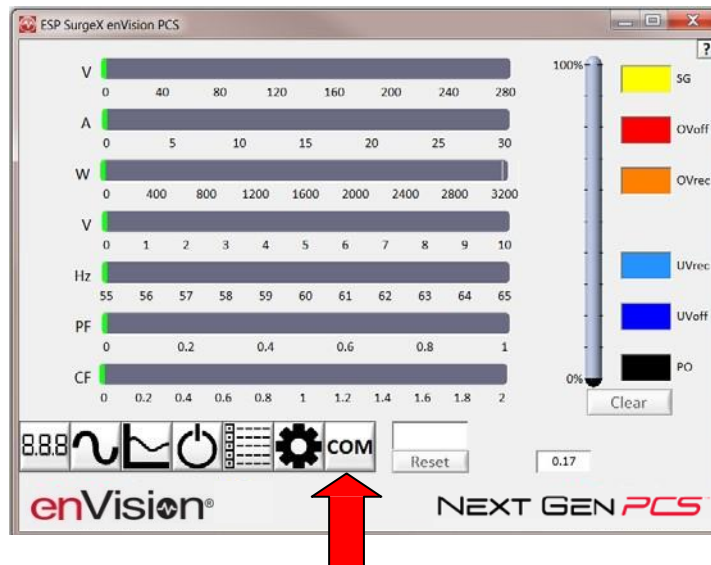 ESP SurgeX enVision PCS
?
V
0 40 80 120 160 200 240 280
A
0 5 10 15 20 25 30
W
0 400 800 1200 1600 2000 2400 2800 3200
V
0 1 2 3 4 5 6 7 8 9 10
Hz
55 56 57 58 59 60 61 62 63 64 65
PF
0 0.2 0.4 0.6 0.8 1
CF
0 0.2 0.4 0.6 0.8 1 1.2 1.4 1.6 1.8 2
100%
0%
SG
OVoff
OVrec
UVrec
UVoff
PO
Clear
8.8.8 COM
Reset
0.17
enVision®
NEXT GEN PCS